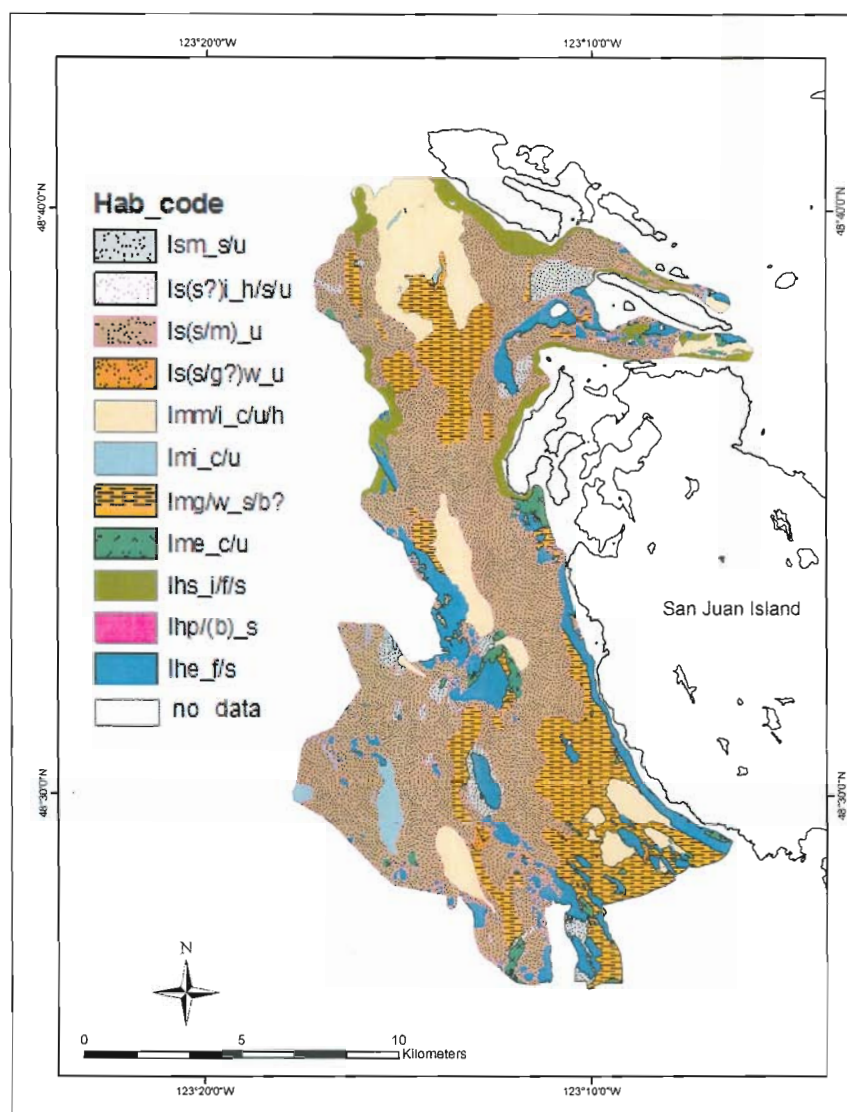 123°20'0"W
123°10'0"W
48°40'0"N
48°40'0"N
Hab_code
Ism_s/u
Is(s?)i_h/s/u
Is(s/m)_u
Is(s/g?)w_u
Imm/i_c/u/h
Imi_c/u
Img/w_s/b?
Ime_c/u
Ihs_i/f/s
Ihp/(b)_s
Ihe_f/s
no data
San Juan Island
48°30'0"N
48°30'0"N
N
0 5 10
Kilometers
123°20'0"W
123°10'0"W